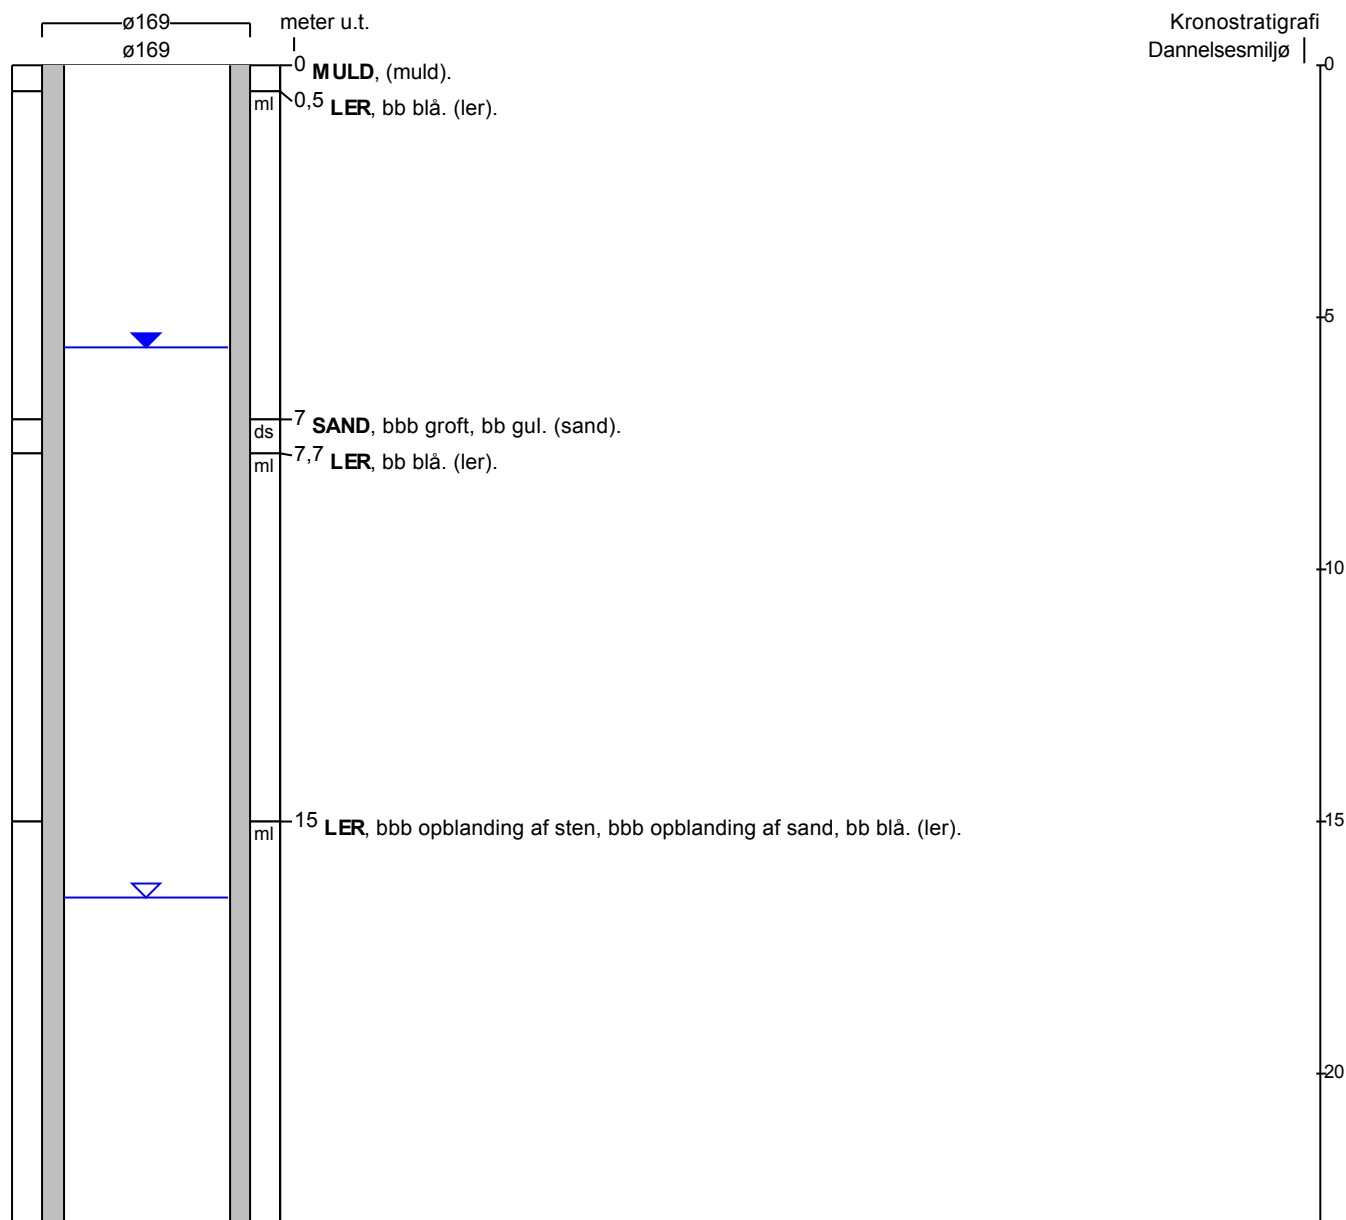 ø169 meter u.t. Kronostratigrafi
ø169 Dannelsesmiljø
0 MULD, (muld). 0
ml 0,5 LER, bb blå. (ler).
5
7 SAND, bbb groft, bb gul. (sand).
ds
7,7 LER, bb blå. (ler).
ml
10
15 LER, bbb opblanding af sten, bbb opblanding af sand, bb blå. (ler). 15
ml
20